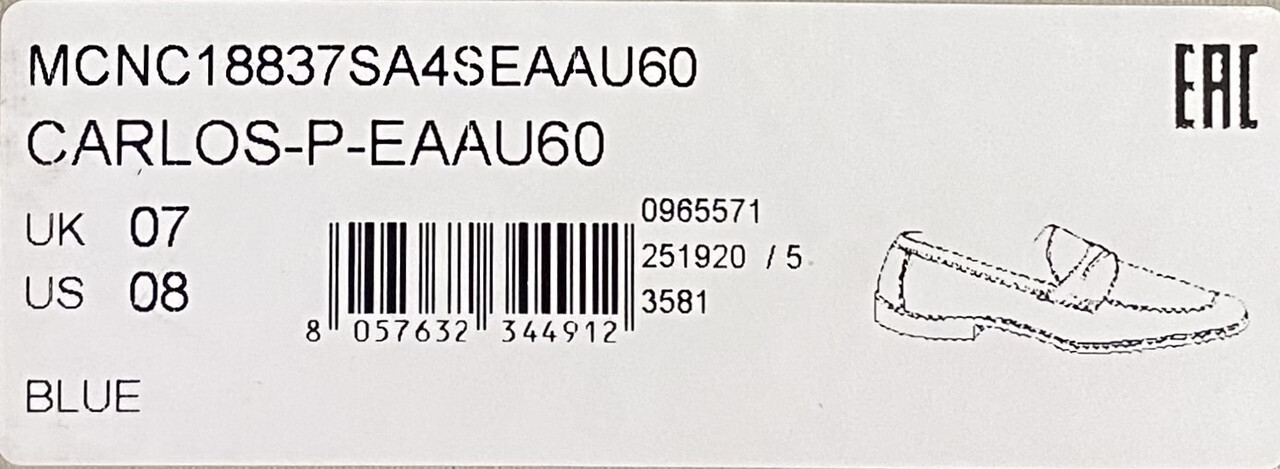 MCNC18837SA4SEAAU60
EAC
CARLOS-P-EAAU60
UK 07
US 08
0965571
251920 / 5
3581
8 057632 344912
BLUE